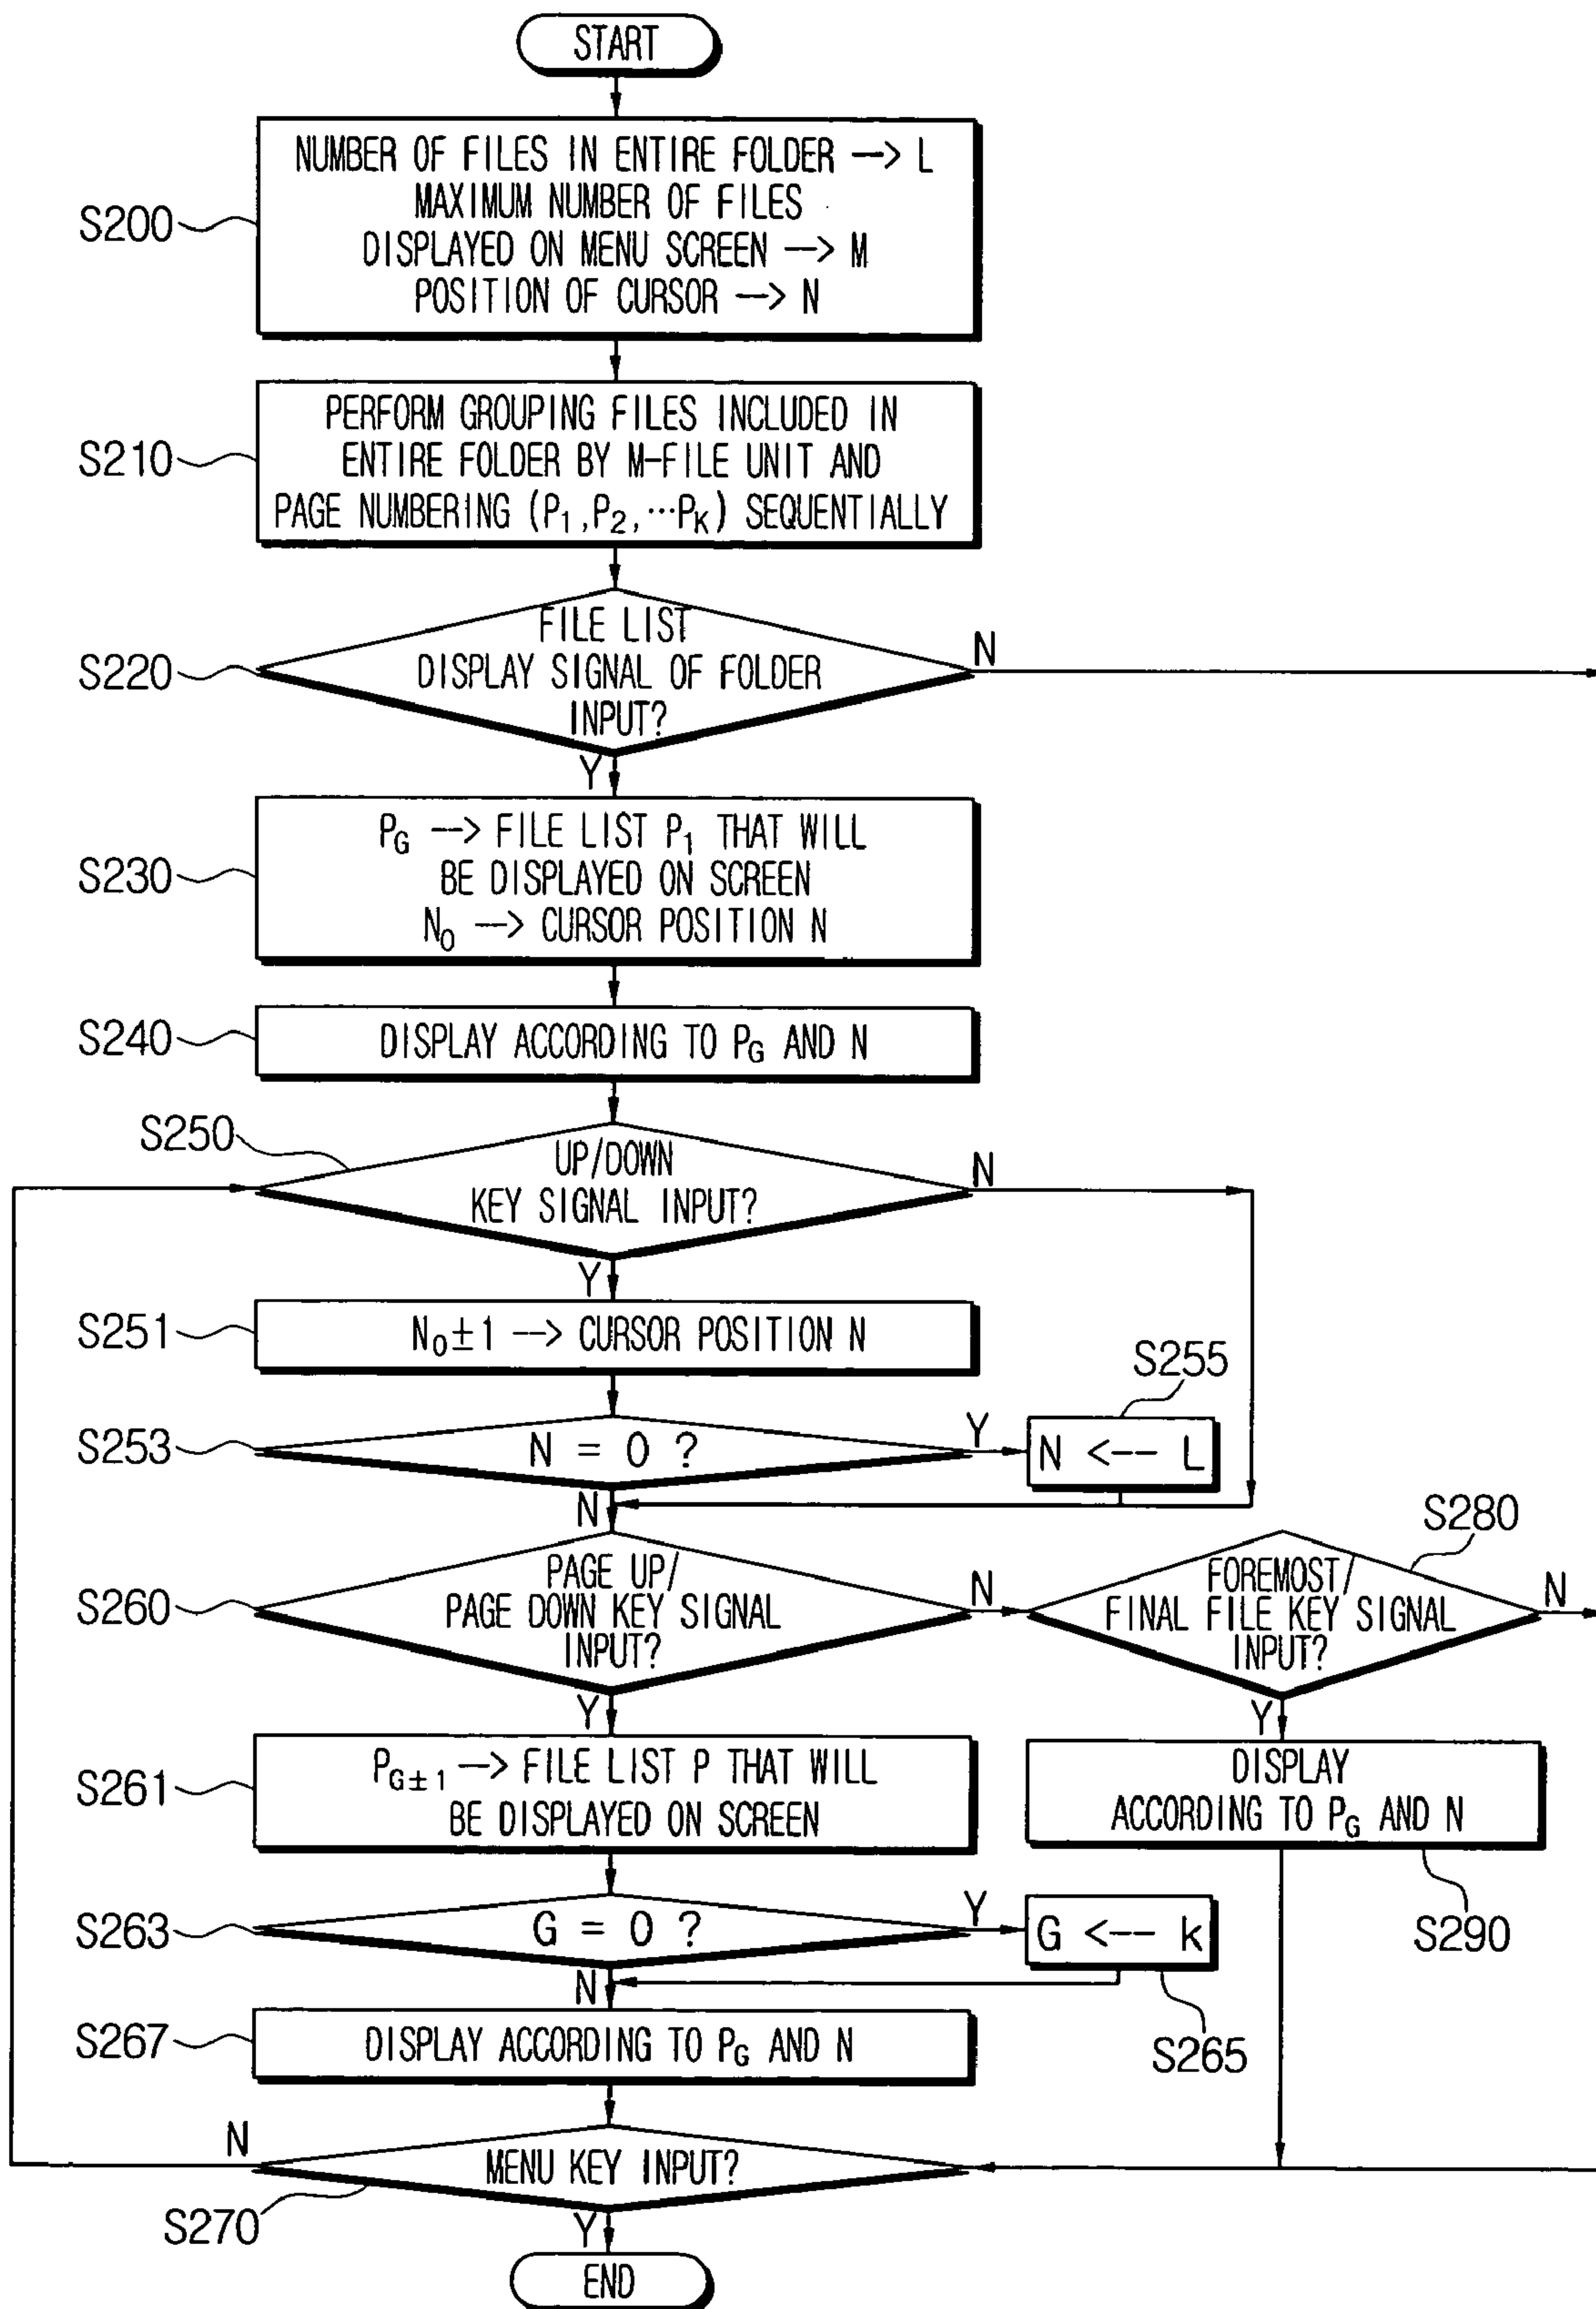 START
NUMBER OF FILES IN ENTIRE FOLDER --> L
MAXIMUM NUMBER OF FILES
DISPLAYED ON MENU SCREEN --> M
POSITION OF CURSOR --> N
S200
PERFORM GROUPING FILES INCLUDED IN
ENTIRE FOLDER BY M-FILE UNIT AND
PAGE NUMBERING (P1,P2,…PK) SEQUENTIALLY
S210
FILE LIST
DISPLAY SIGNAL OF FOLDER
INPUT?
S220
N
Y
PG --> FILE LIST P1 THAT WILL
BE DISPLAYED ON SCREEN
N0 --> CURSOR POSITION N
S230
DISPLAY ACCORDING TO PG AND N
S240
S250
UP/DOWN
KEY SIGNAL INPUT?
N
Y
N0±1 --> CURSOR POSITION N
S251
S255
N = 0 ?
S253
Y
N <-- L
N
S280
PAGE UP/
PAGE DOWN KEY SIGNAL
INPUT?
S260
N
FOREMOST/
FINAL FILE KEY SIGNAL
INPUT?
N
Y
Y
PG±1 --> FILE LIST P THAT WILL
BE DISPLAYED ON SCREEN
S261
DISPLAY
ACCORDING TO PG AND N
S290
G = 0 ?
S263
Y
G <-- k
S265
N
DISPLAY ACCORDING TO PG AND N
S267
N
MENU KEY INPUT?
S270
Y
END